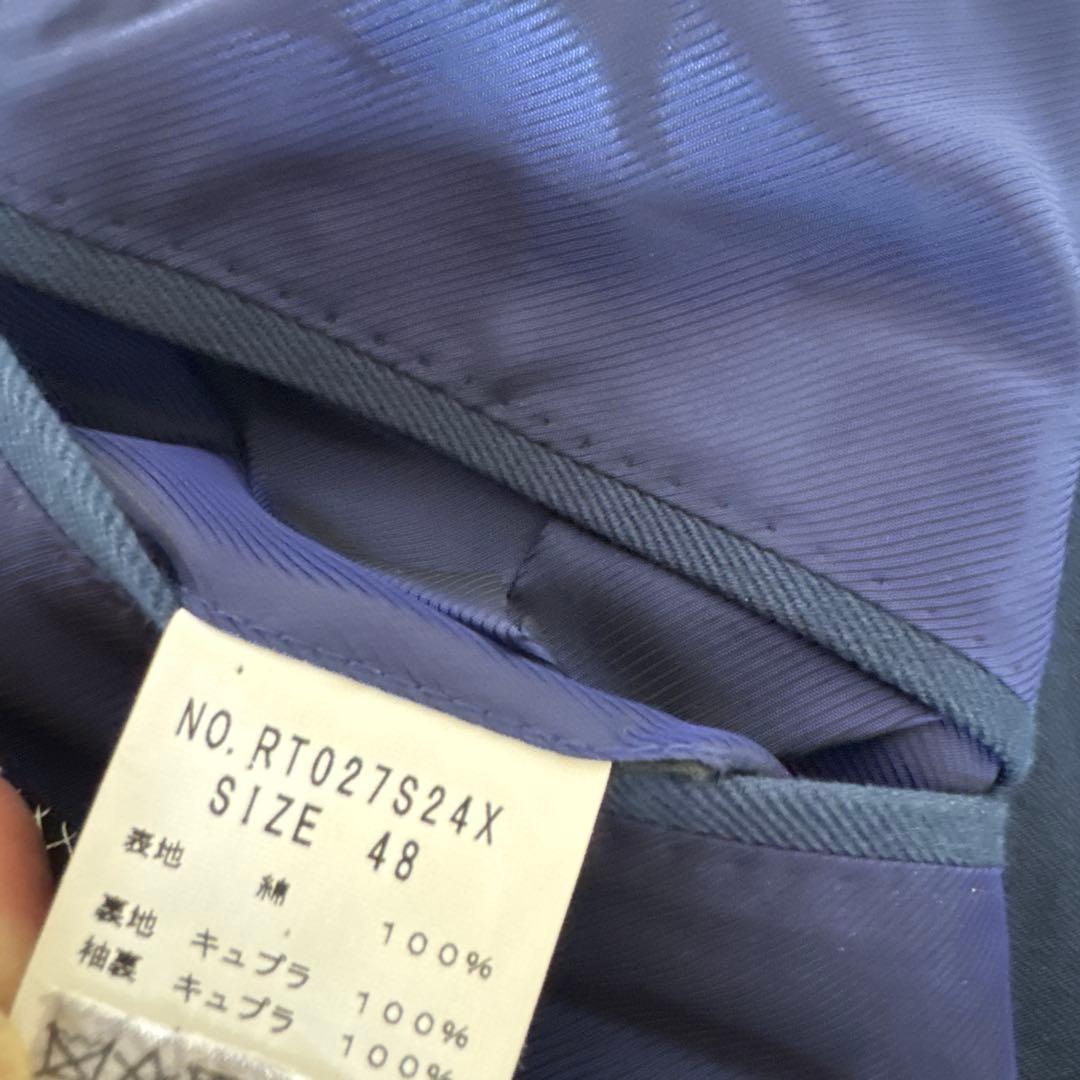 NO. RT027S24X
SIZE 48
表地 綿 100%
裏地 キュプラ 100%
袖裏 キュプラ 100%